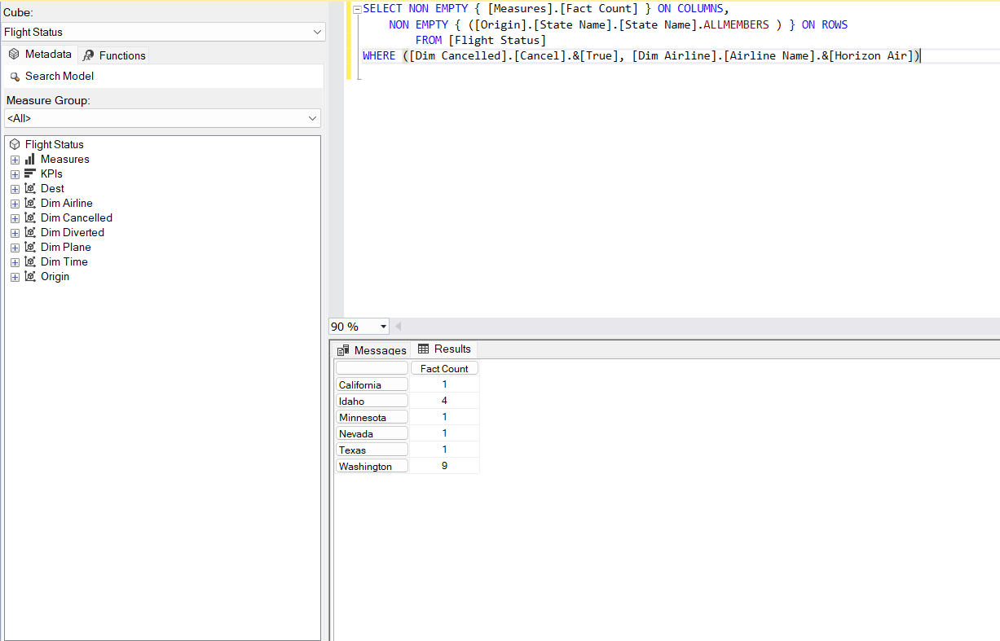 Cube:
Flight Status
Metadata Functions
Search Model
Measure Group:
<All>
Flight Status
Measures
KPIs
Dest
Dim Airline
Dim Cancelled
Dim Diverted
Dim Plane
Dim Time
Origin
SELECT NON EMPTY { [Measures].[Fact Count] } ON COLUMNS,
NON EMPTY { ([Origin].[State Name].[State Name].ALLMEMBERS ) } ON ROWS
FROM [Flight Status]
WHERE ([Dim Cancelled].[Cancel].&[True], [Dim Airline].[Airline Name].&[Horizon Air])
90 %
Messages Results
Fact Count
California 1
Idaho 4
Minnesota 1
Nevada 1
Texas 1
Washington 9